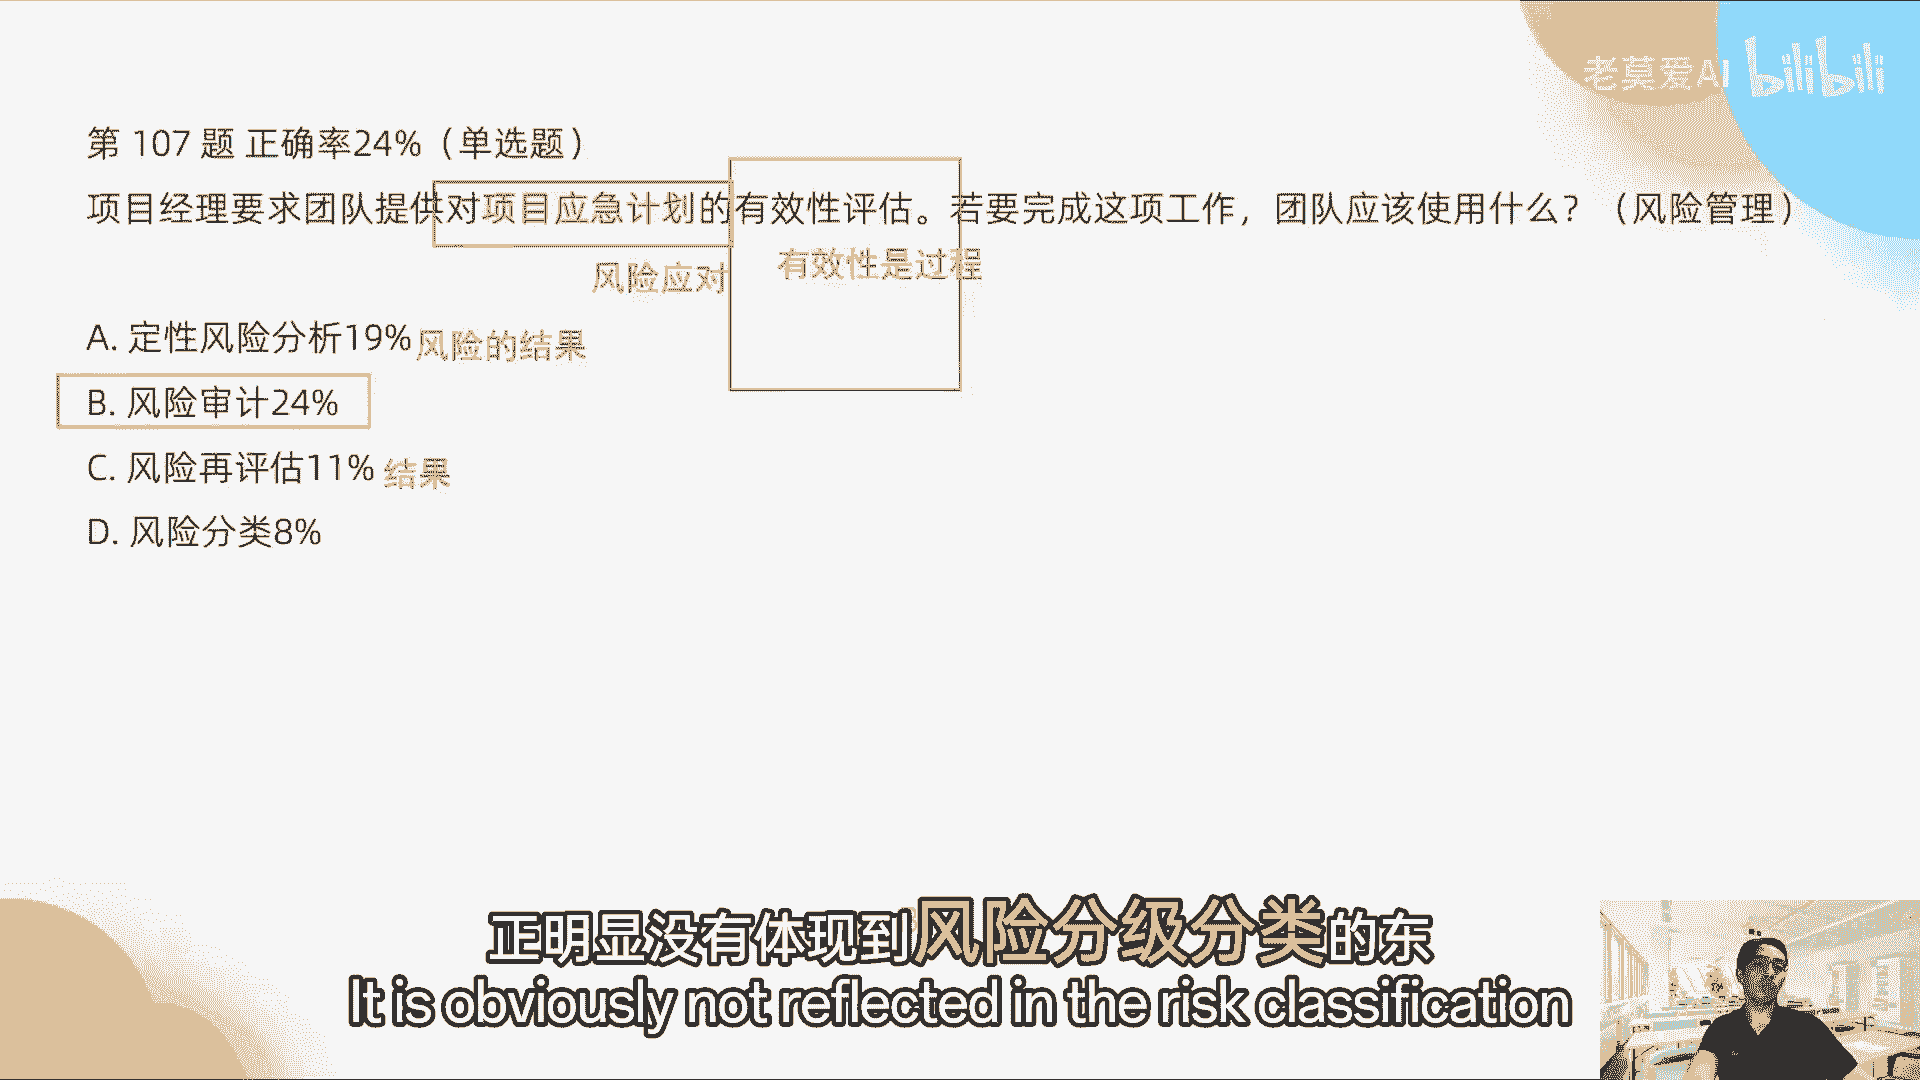 老莫爱AI bilibili
第 107 题 正确率24%（单选题）
项目经理要求团队提供对项目应急计划的有效性评估。若要完成这项工作，团队应该使用什么？（风险管理）
风险应对 有效性是过程
A. 定性风险分析19% 风险的结果
B. 风险审计24%
C. 风险再评估11% 结果
D. 风险分类8%
正明显没有体现到风险分级分类的东
It is obviously not reflected in the risk classification